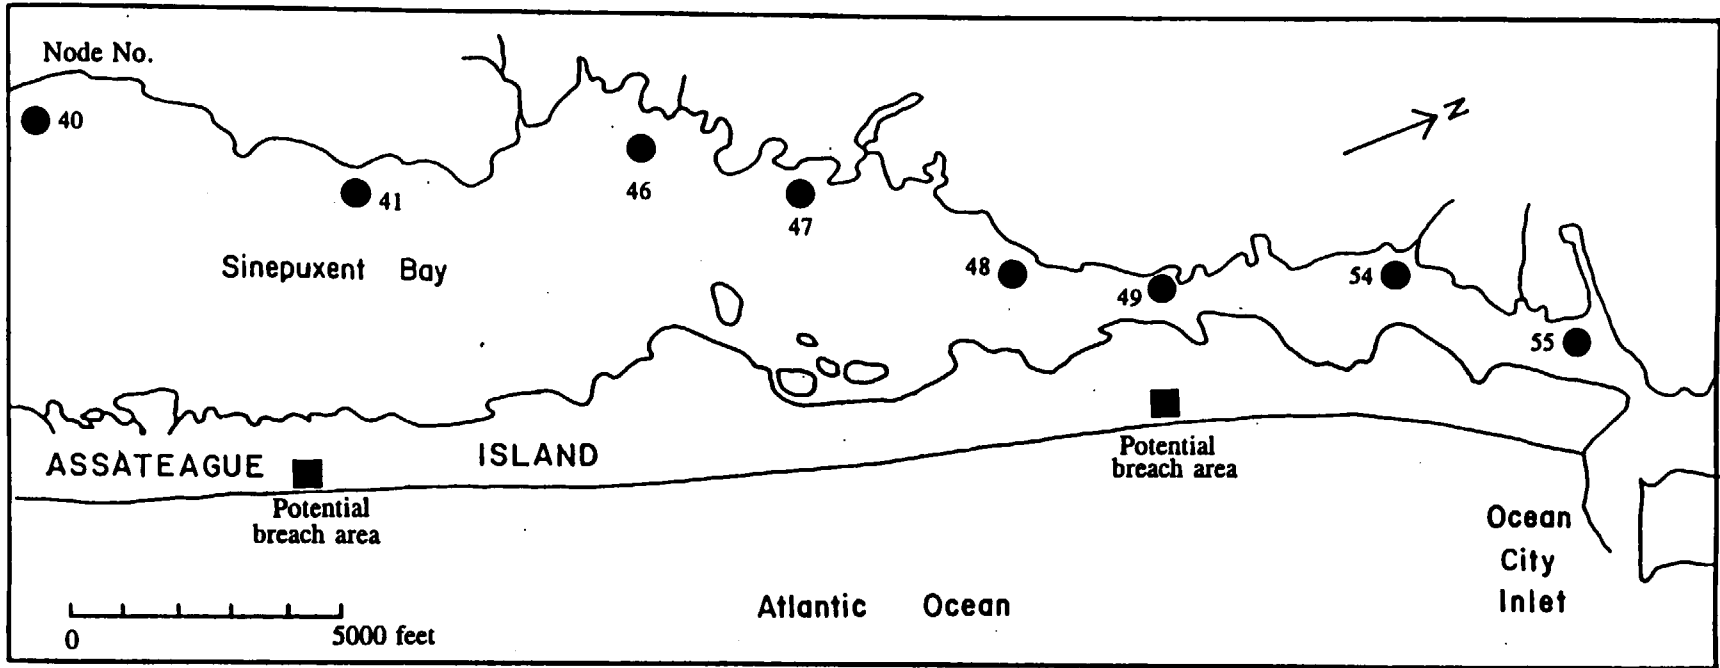 Node No.
40
41
46
47
48
49
54
55
N
Sinepuxent Bay
ASSATEAGUE ISLAND
Potential
breach area
Potential
breach area
Ocean
City
Inlet
Atlantic Ocean
0
5000 feet